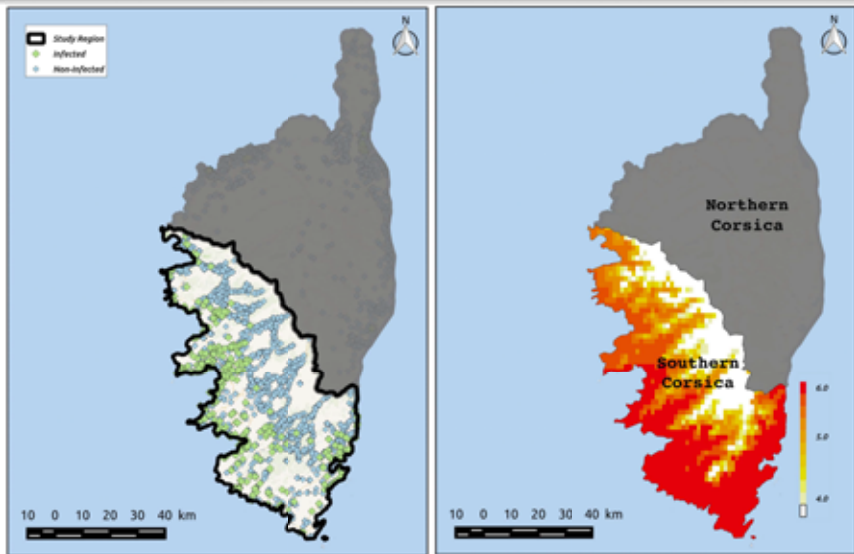 N
Study Region
Infected
Non-Infected
10 0 10 20 30 40 km
N
Northern
Corsica
Southern
Corsica
6.0
5.0
4.0
10 0 10 20 30 40 km